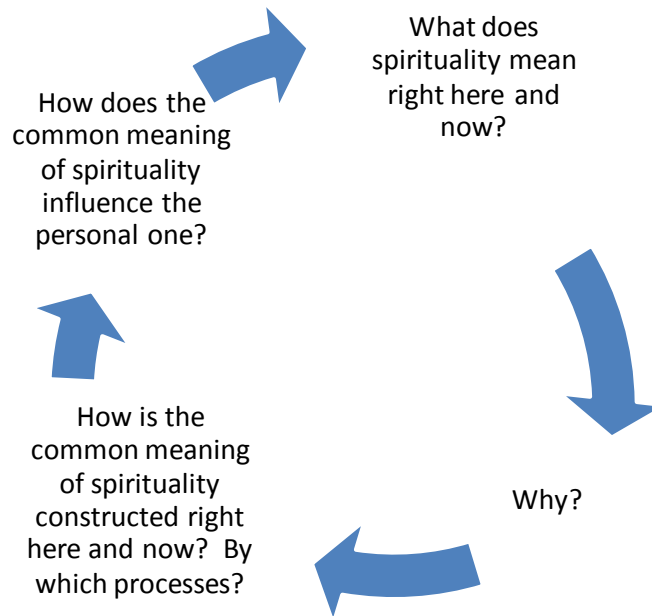 What does
spirituality mean
right here and
now?
Why?
How is the
common meaning
of spirituality
constructed right
here and now? By
which processes?
How does the
common meaning
of spirituality
influence the
personal one?